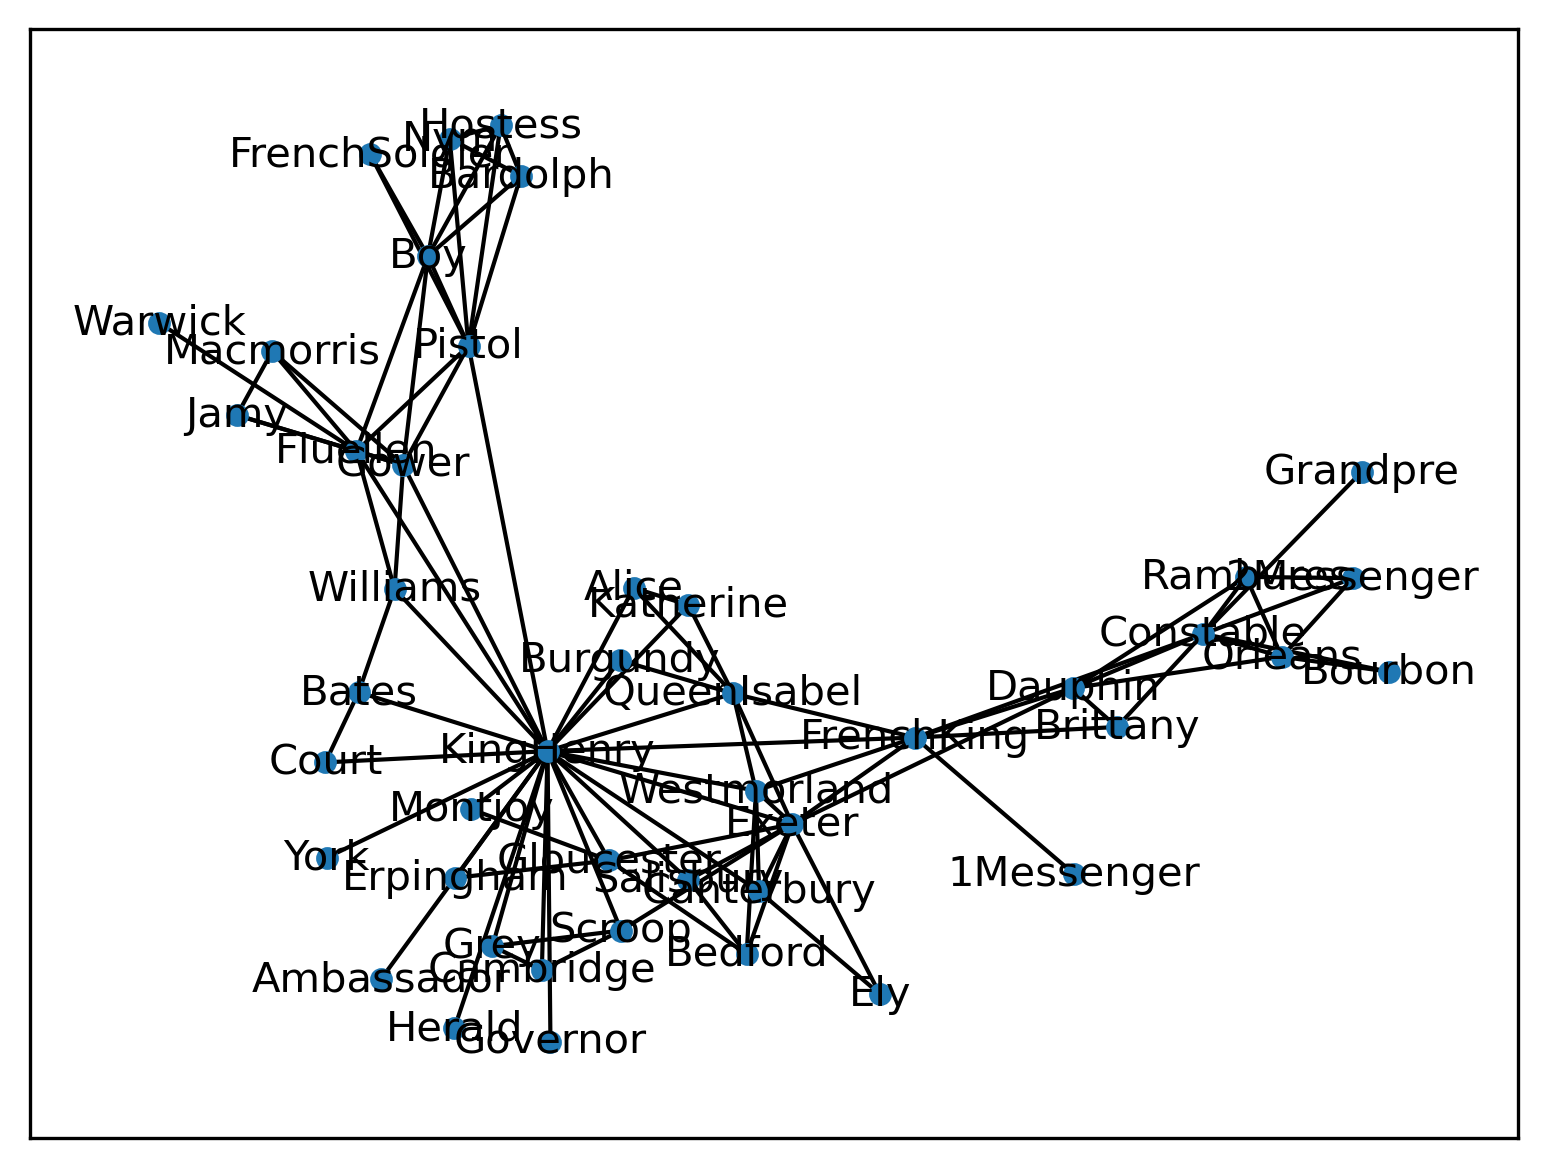 Hostess
Nym
FrenchSoldier
Bardolph
Boy
Warwick
Pistol
Macmorris
Jamy
Fluellen
Gower
Grandpre
Williams
Alice
Rambures
2Messenger
Katherine
Constable
Burgundy
Orleans
Bourbon
Bates
QueenIsabel
Dauphin
Brittany
KingHenry
FrenchKing
Court
Westmorland
Montjoy
Exeter
York
Gloucester
Erpingham
Salisbury
1Messenger
Canterbury
Scroop
Grey
Bedford
Cambridge
Ambassador
Ely
Herald
Governor